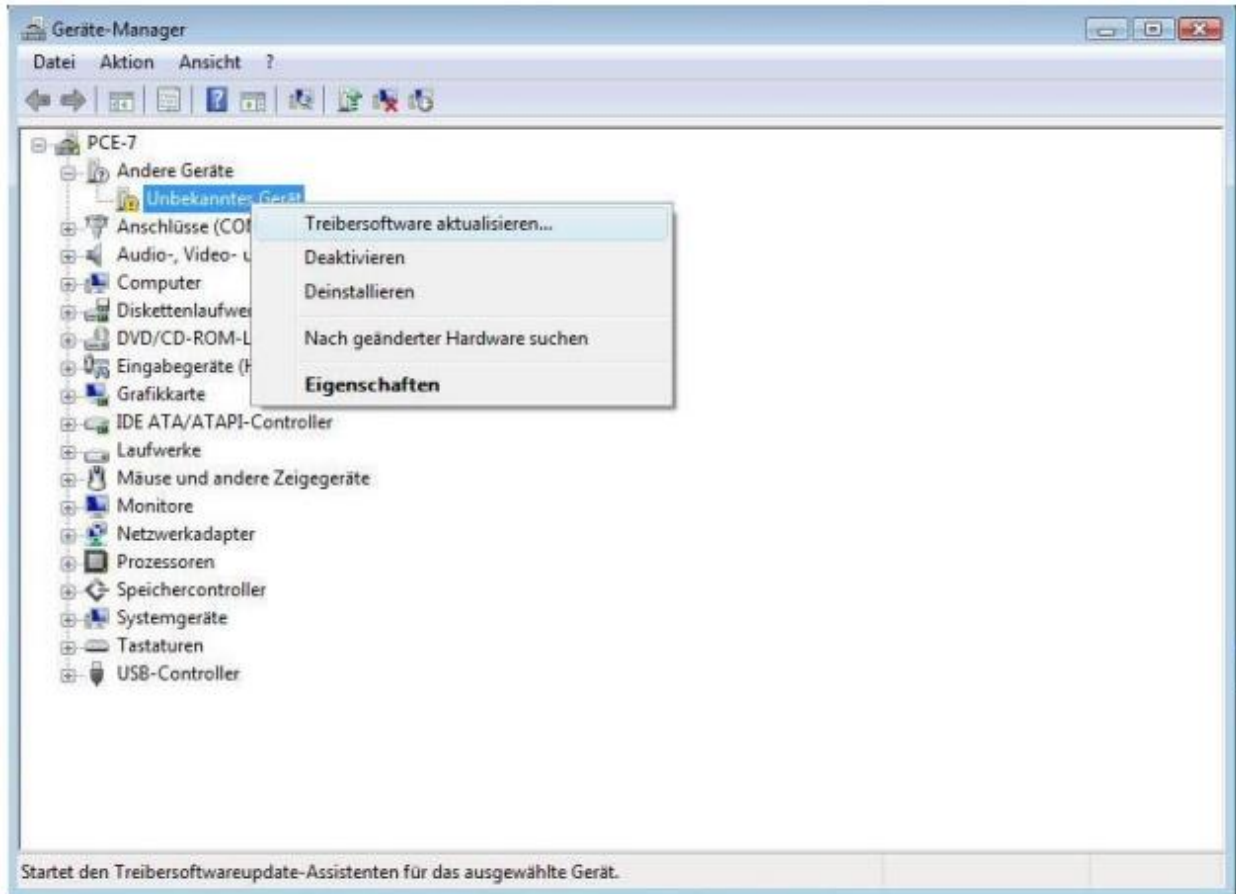 Geräte-Manager
Datei Aktion Ansicht ?
PCE-7
Andere Geräte
Unbekanntes Gerät
Anschlüsse (CO
Audio-, Video- u
Computer
Diskettenlaufwe
DVD/CD-ROM-L
Eingabegeräte (H
Grafikkarte
IDE ATA/ATAPI-Controller
Laufwerke
Mäuse und andere Zeigegeräte
Monitore
Netzwerkadapter
Prozessoren
Speichercontroller
Systemgeräte
Tastaturen
USB-Controller
Treibersoftware aktualisieren...
Deaktivieren
Deinstallieren
Nach geänderter Hardware suchen
Eigenschaften
Startet den Treibersoftwareupdate-Assistenten für das ausgewählte Gerät.